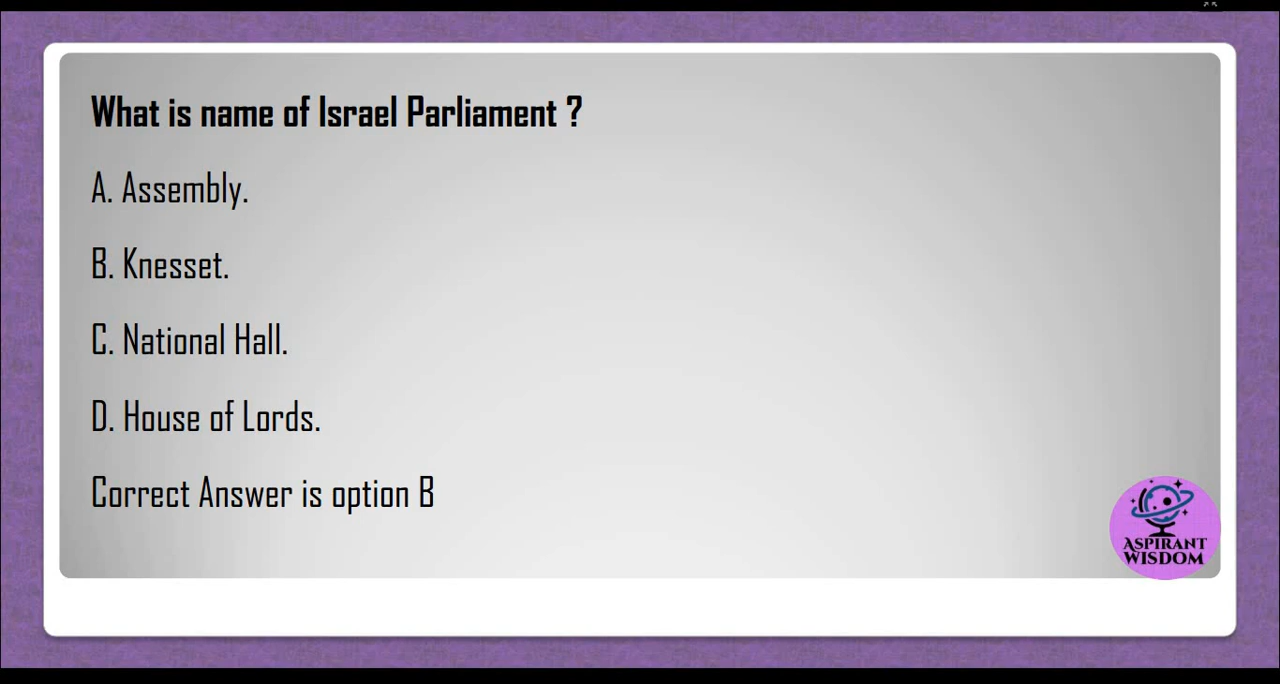 What is name of Israel Parliament ?
A. Assembly.
B. Knesset.
C. National Hall.
D. House of Lords.
Correct Answer is option B
ASPIRANT
WISDOM